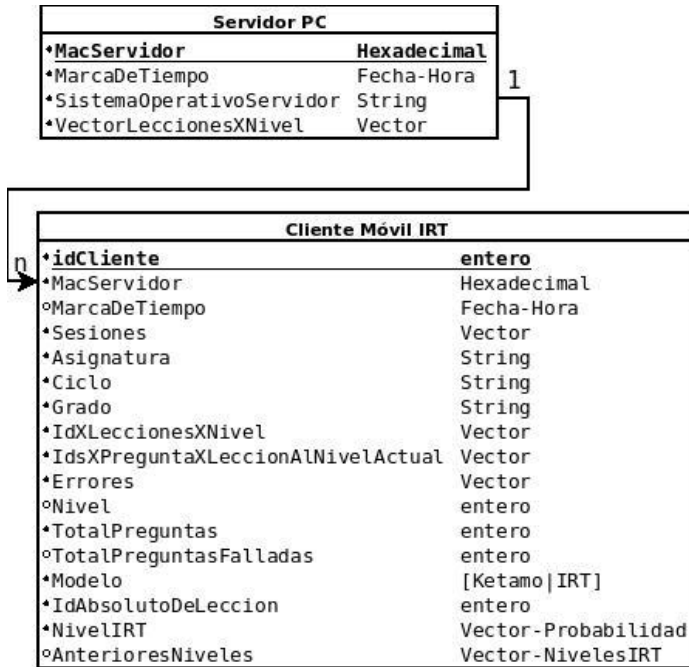 Servidor PC
MacServidor Hexadecimal
MarcaDeTiempo Fecha-Hora
SistemaOperativoServidor String
VectorLeccionesXNivel Vector
1
Cliente Móvil IRT
n
idCliente entero
MacServidor Hexadecimal
MarcaDeTiempo Fecha-Hora
Sesiones Vector
Asignatura String
Ciclo String
Grado String
IdXLeccionesXNivel Vector
IdsXPreguntaXLeccionAlNivelActual Vector
Errores Vector
Nivel entero
TotalPreguntas entero
TotalPreguntasFalladas entero
Modelo [Ketamo|IRT]
IdAbsolutoDeLeccion entero
NivelIRT Vector-Probabilidad
AnterioresNiveles Vector-NivelesIRT